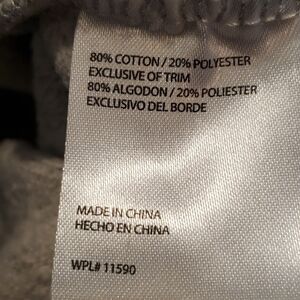 80% COTTON / 20% POLYESTER
EXCLUSIVE OF TRIM
80% ALGODON / 20% POLIESTER
EXCLUSIVO DEL BORDE
MADE IN CHINA
HECHO EN CHINA
WPL# 11590